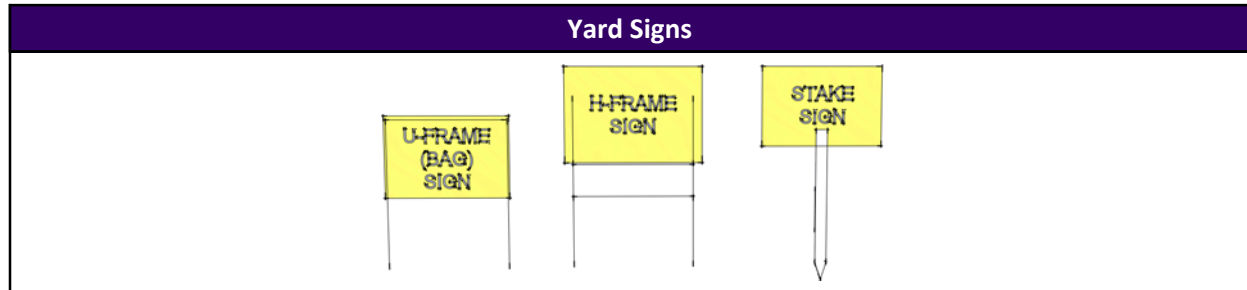 Yard Signs
U-FRAME
(BAG)
SIGN
H-FRAME
SIGN
STAKE
SIGN